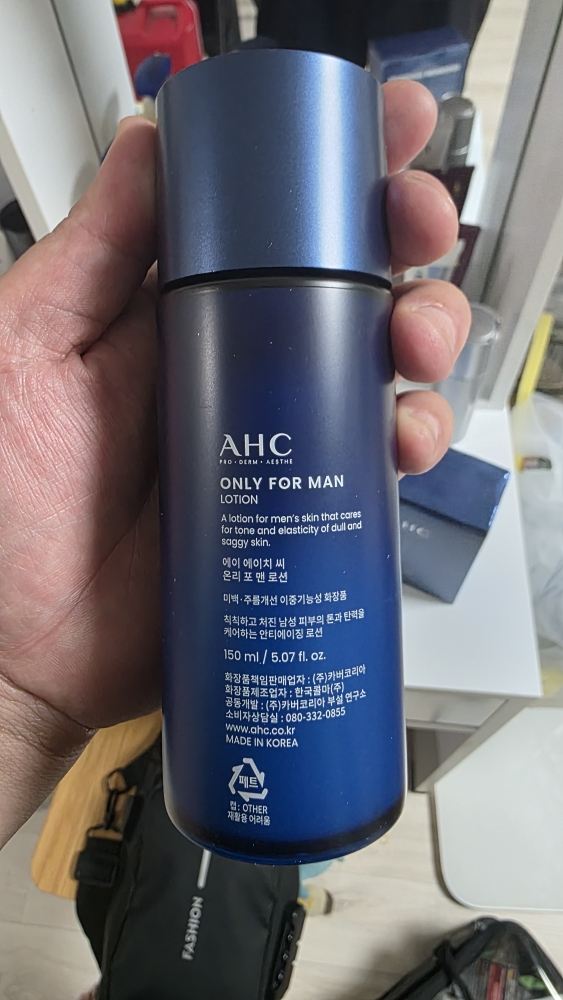 AHC
PRO · DERM · AESTHE
ONLY FOR MAN
LOTION
A lotion for men's skin that cares
for tone and elasticity of dull and
saggy skin.
에이 에이치 씨
온리 포 맨 로션
미백·주름개선 이중기능성 화장품
칙칙하고 처진 남성 피부의 톤과 탄력을
케어하는 안티에이징 로션
150 ml / 5.07 fl. oz.
화장품책임판매업자 : (주)카버코리아
화장품제조업자 : 한국콜마(주)
공동개발 : (주)카버코리아 부설 연구소
소비자상담실 : 080-332-0855
www.ahc.co.kr
MADE IN KOREA
페트
캡 : OTHER
재활용 어려움
AHC
FASHION